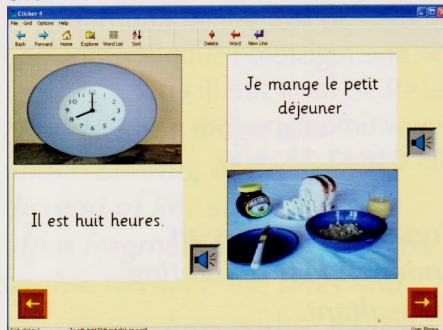 Clicker 4
File Grid Options Help
Back Forward Home Explorer Word List Sort Delete Word New Line
Je mange le petit
déjeuner
Il est huit heures.